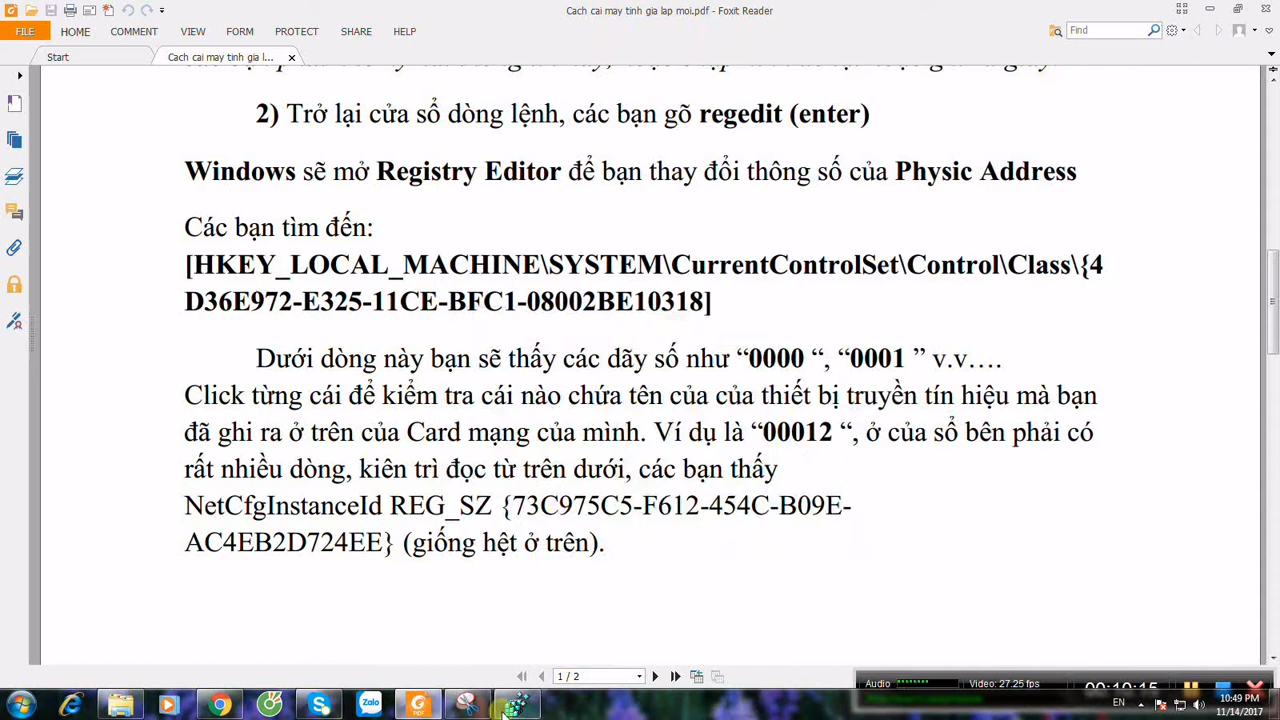 Cach cai may tinh gia lap moi.pdf - Foxit Reader
FILE HOME COMMENT VIEW FORM PROTECT SHARE HELP Find
Start Cach cai may tinh gia l...
2) Trở lại cửa sổ dòng lệnh, các bạn gõ regedit (enter)
Windows sẽ mở Registry Editor để bạn thay đổi thông số của Physic Address
Các bạn tìm đến:
[HKEY_LOCAL_MACHINE\SYSTEM\CurrentControlSet\Control\Class\{4
D36E972-E325-11CE-BFC1-08002BE10318]
Dưới dòng này bạn sẽ thấy các dãy số như “0000 “, “0001 ” v.v….
Click từng cái để kiểm tra cái nào chứa tên của của thiết bị truyền tín hiệu mà bạn
đã ghi ra ở trên của Card mạng của mình. Ví dụ là “00012 “, ở của sổ bên phải có
rất nhiều dòng, kiên trì đọc từ trên dưới, các bạn thấy
NetCfgInstanceId REG_SZ {73C975C5-F612-454C-B09E-
AC4EB2D724EE} (giống hệt ở trên).
1 / 2
Audio Video: 27.25 fps
00:10:15
Zalo PDF EN 10:49 PM
11/14/2017